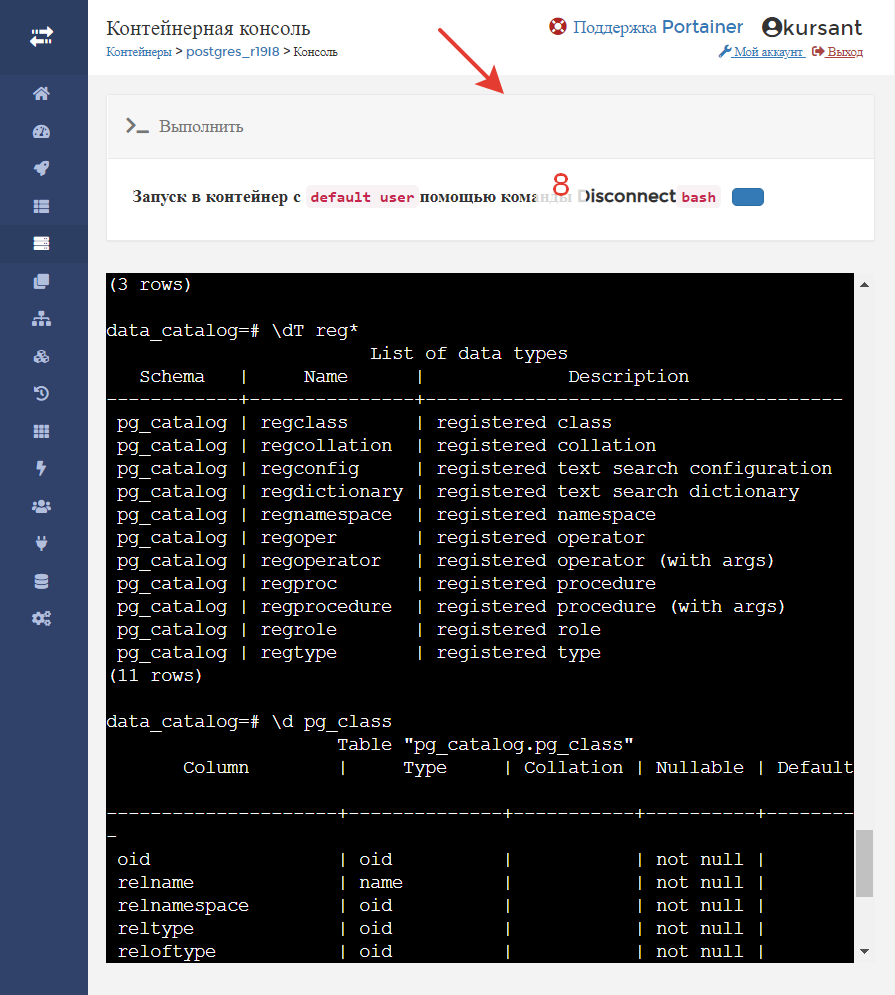 Контейнерная консоль
Поддержка Portainer kursant
Контейнеры > postgres_r19l8 > Консоль
Мой аккаунт Выход
Выполнить
8
Запуск в контейнер с default user помощью команды Disconnect bash
(3 rows)
data_catalog=# \dT reg*
List of data types
Schema | Name | Description
------------+---------------+--------------------------------------
pg_catalog | regclass | registered class
pg_catalog | regcollation | registered collation
pg_catalog | regconfig | registered text search configuration
pg_catalog | regdictionary | registered text search dictionary
pg_catalog | regnamespace | registered namespace
pg_catalog | regoper | registered operator
pg_catalog | regoperator | registered operator (with args)
pg_catalog | regproc | registered procedure
pg_catalog | regprocedure | registered procedure (with args)
pg_catalog | regrole | registered role
pg_catalog | regtype | registered type
(11 rows)
data_catalog=# \d pg_class
Table "pg_catalog.pg_class"
Column | Type | Collation | Nullable | Default
---------------------+--------------+-----------+----------+--------
-
oid | oid | | not null |
relname | name | | not null |
relnamespace | oid | | not null |
reltype | oid | | not null |
reloftype | oid | | not null |